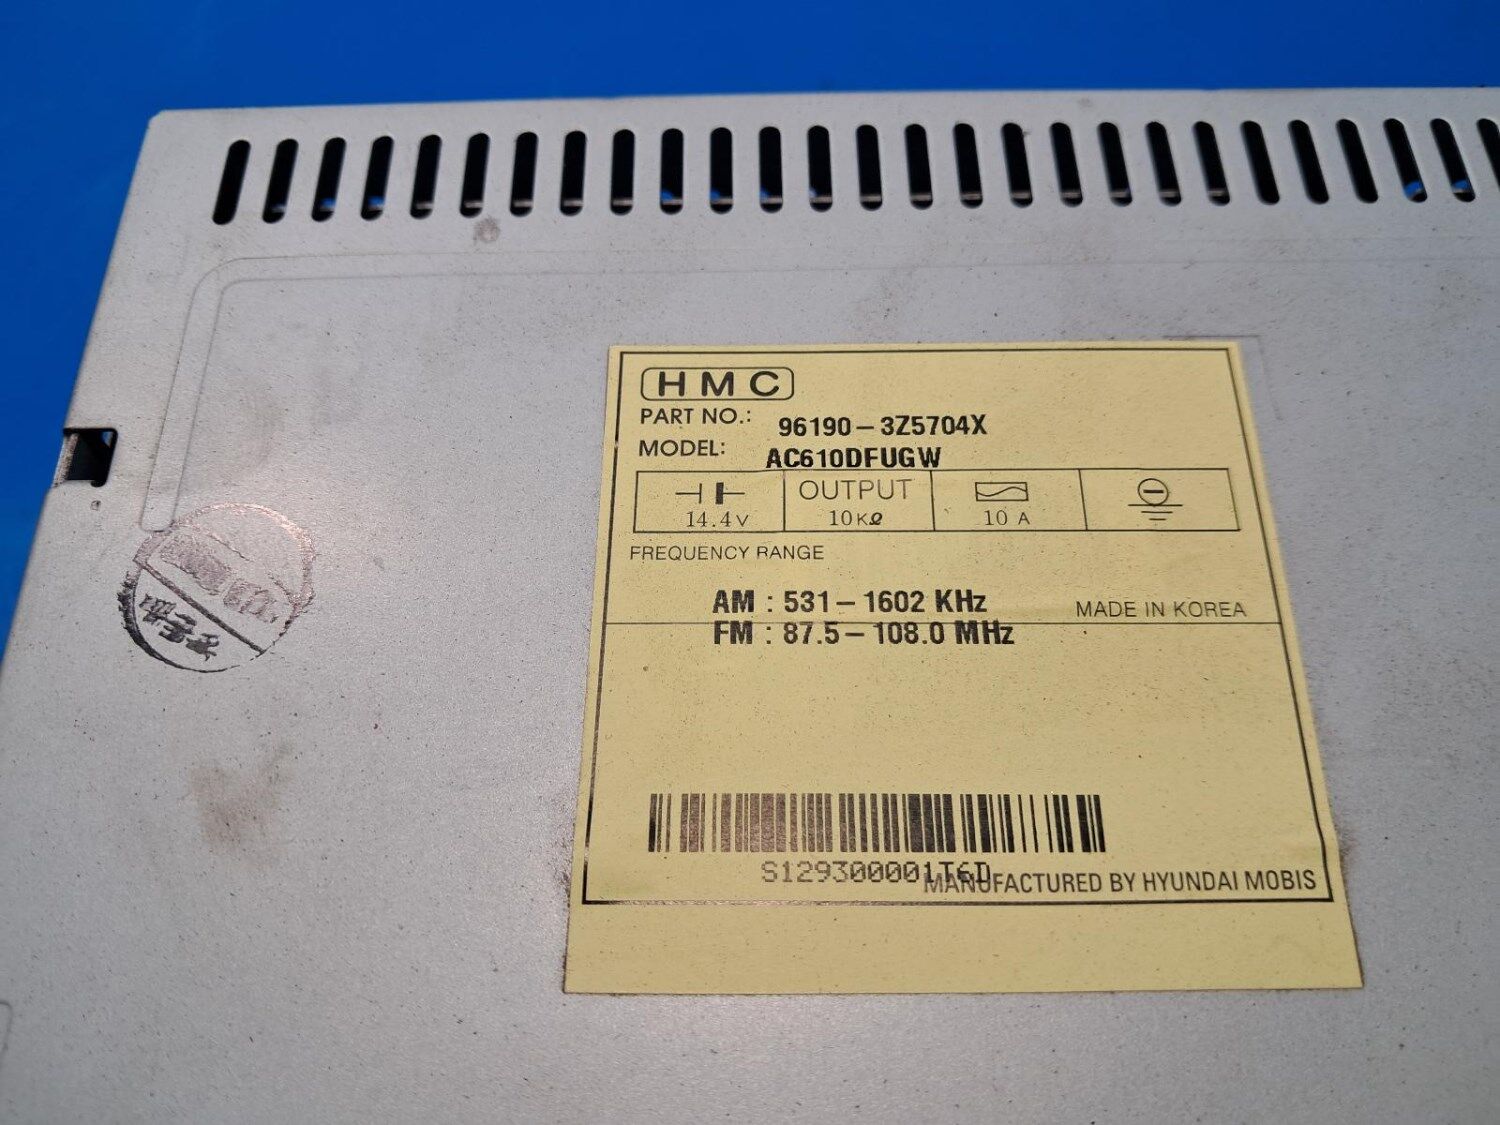 HMC
PART NO.: 96190-3Z5704X
MODEL: AC610DFUGW
14.4V
OUTPUT
10KΩ
10 A
FREQUENCY RANGE
AM : 531-1602 KHz
FM : 87.5-108.0 MHz
MADE IN KOREA
S129300001T6D
MANUFACTURED BY HYUNDAI MOBIS